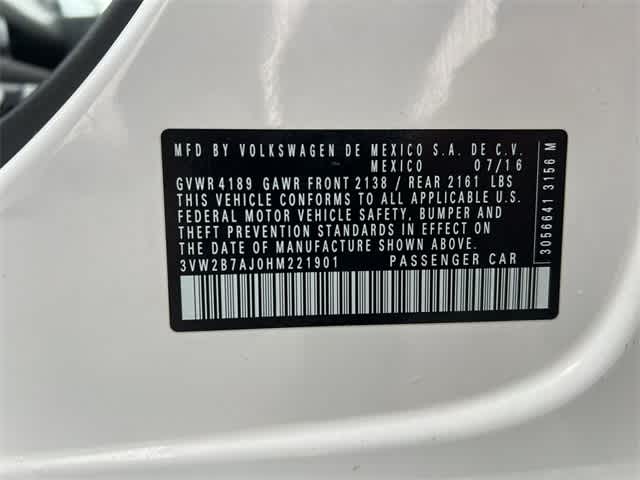 MFD BY VOLKSWAGEN DE MEXICO S.A. DE C.V.
MEXICO 07/16
GVWR 4189 GAWR FRONT 2138 / REAR 2161 LBS
THIS VEHICLE CONFORMS TO ALL APPLICABLE U.S.
FEDERAL MOTOR VEHICLE SAFETY, BUMPER AND
THEFT PREVENTION STANDARDS IN EFFECT ON
THE DATE OF MANUFACTURE SHOWN ABOVE.
3VW2B7AJ0HM221901 PASSENGER CAR
3056641 3156 M